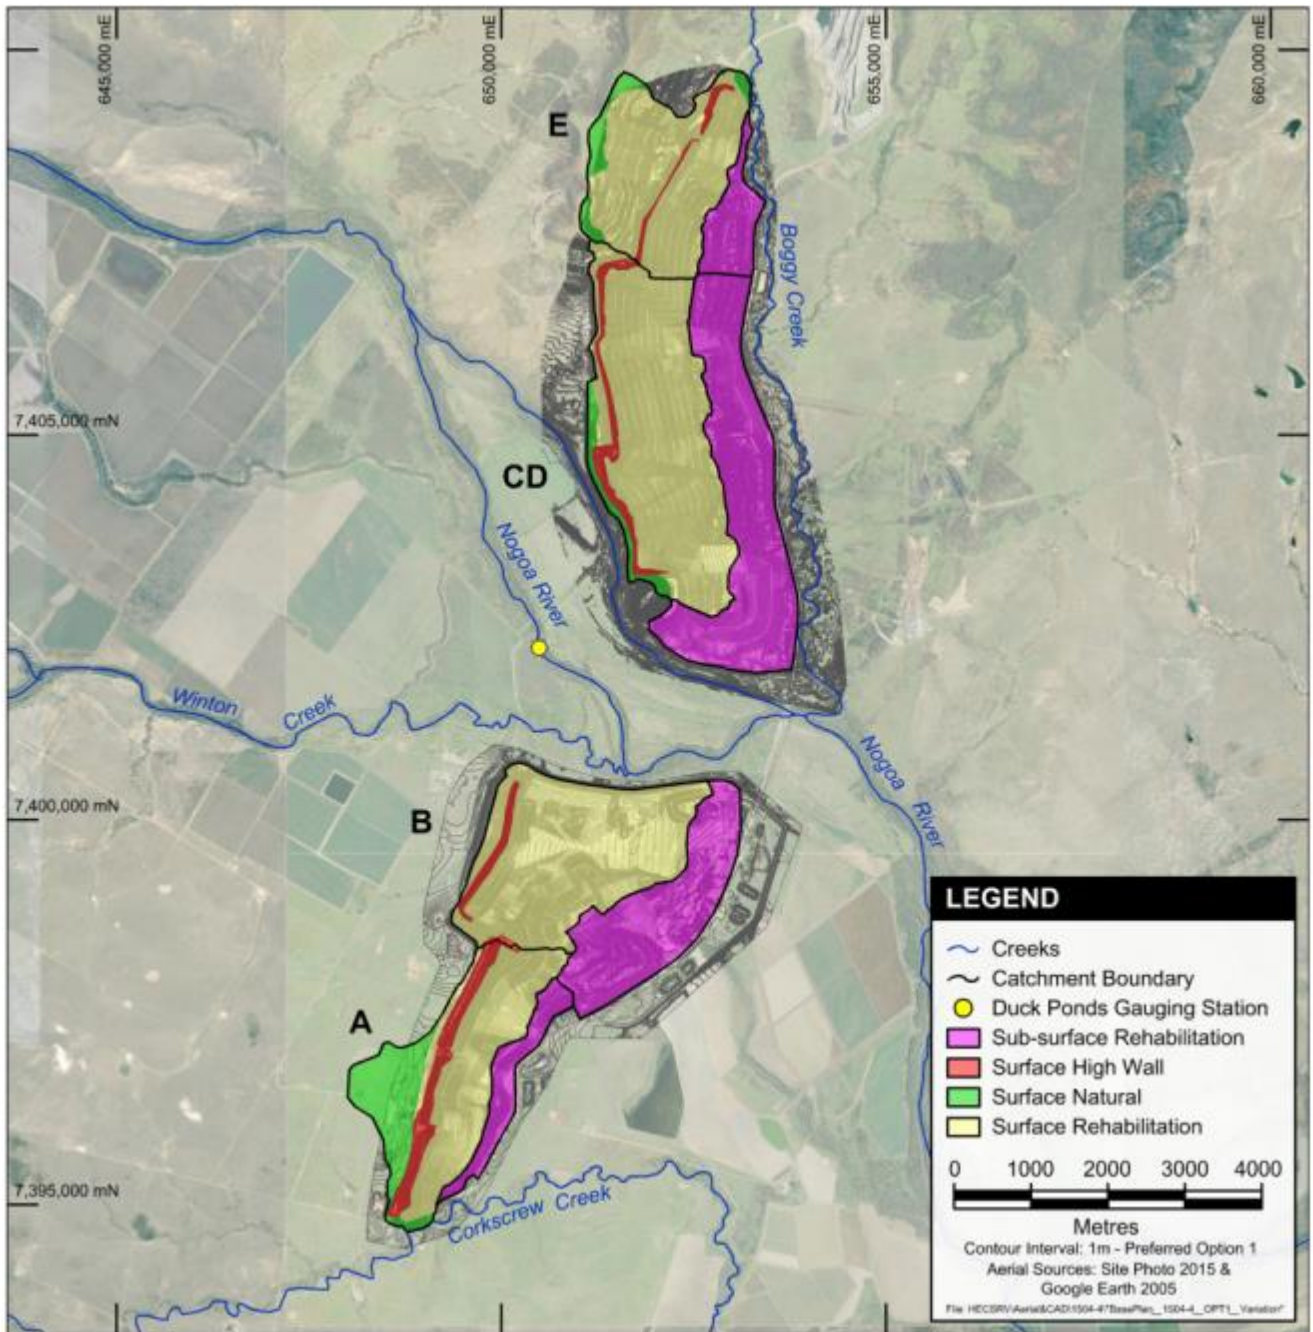 645,000 mE
650,000 mE
655,000 mE
660,000 mE
E
Boggy Creek
7,405,000 mN
CD
Nogoa River
Winton Creek
Nogoa River
7,400,000 mN
B
A
7,395,000 mN
Corkscrew Creek
LEGEND
Creeks
Catchment Boundary
Duck Ponds Gauging Station
Sub-surface Rehabilitation
Surface High Wall
Surface Natural
Surface Rehabilitation
0 1000 2000 3000 4000
Metres
Contour Interval: 1m - Preferred Option 1
Aerial Sources: Site Photo 2015 &
Google Earth 2005